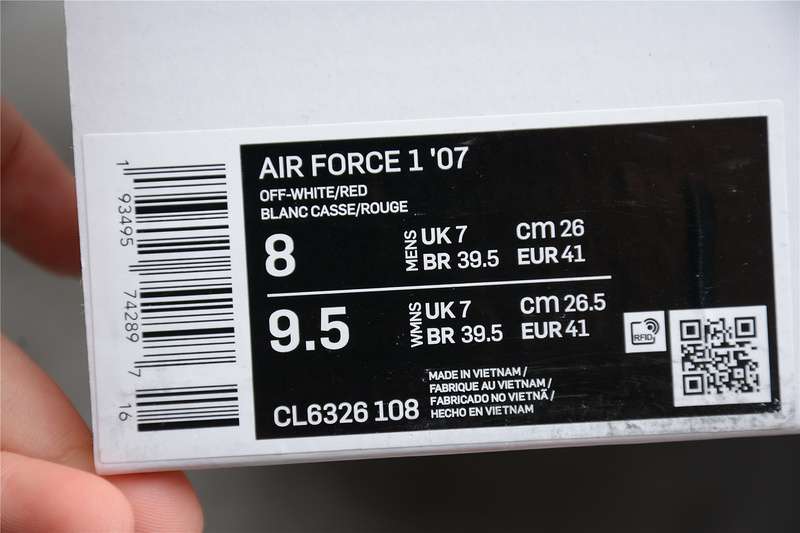 AIR FORCE 1 '07
OFF-WHITE/RED
BLANC CASSE/ROUGE
8 MENS UK 7 cm 26
BR 39.5 EUR 41
9.5 WMNS UK 7 cm 26.5
BR 39.5 EUR 41
RFID
CL6326 108
MADE IN VIETNAM /
FABRIQUE AU VIETNAM /
FABRICADO NO VIETNÃ /
HECHO EN VIETNAM
1 93495 74289 7 16